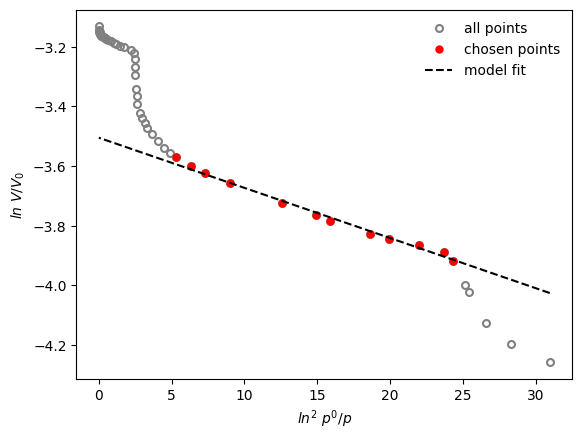 all points
chosen points
model fit
−3.2
−3.4
−3.6
−3.8
−4.0
−4.2
ln V/V₀
0 5 10 15 20 25 30
ln² p⁰/p